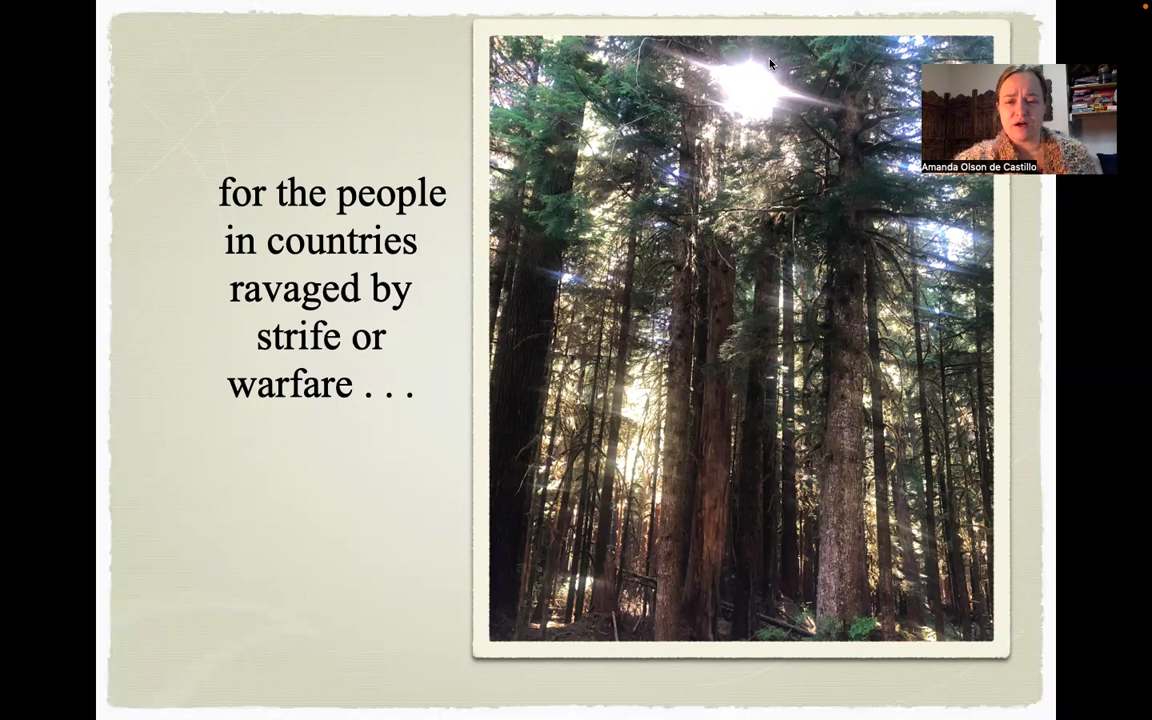 for the people
in countries
ravaged by
strife or
warfare . . .
Amanda Olson de Castillo